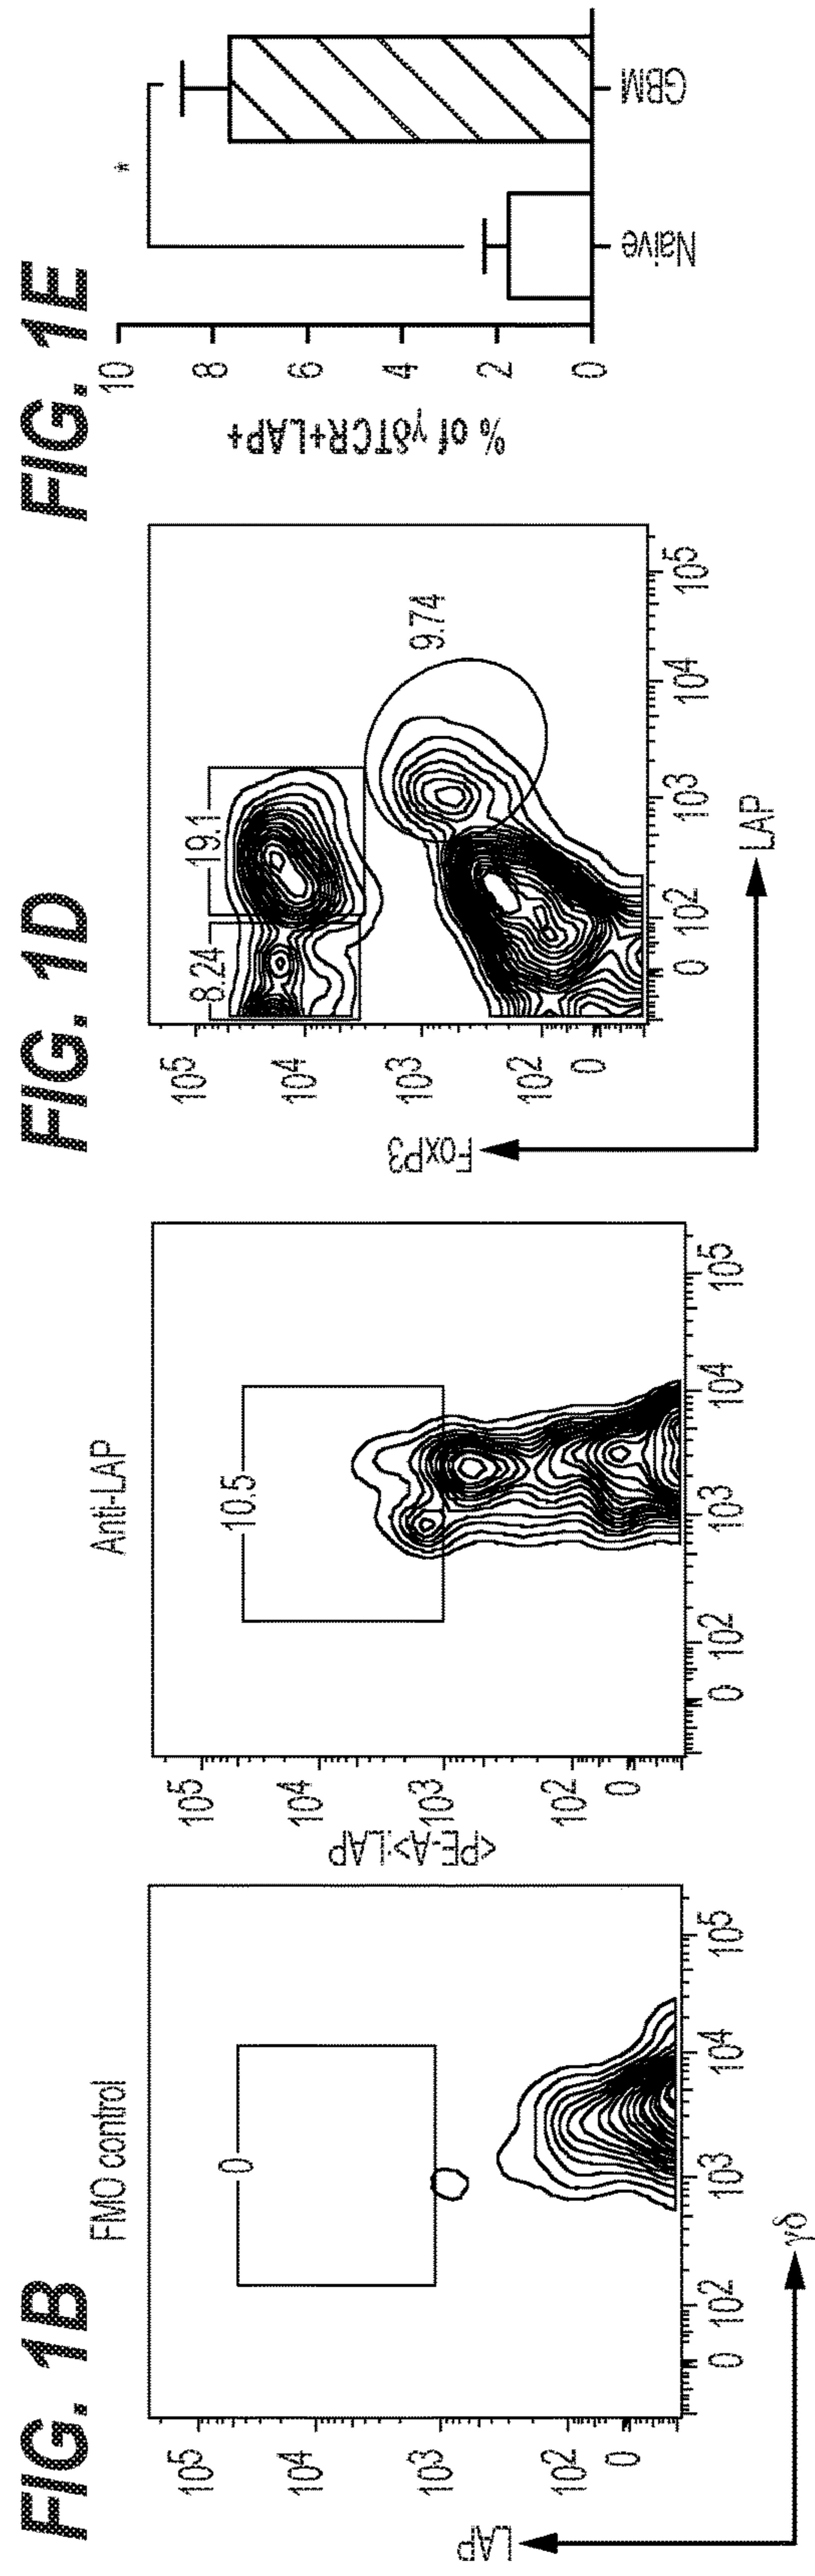 FIG. 1B
FMO control
0
10⁵
10⁴
10³
10²
0
0 10² 10³ 10⁴ 10⁵
LAP
γδ
Anti-LAP
10.5
<PE-A>:LAP
10⁵
10⁴
10³
10²
0
0 10² 10³ 10⁴ 10⁵
FIG. 1D
8.24
19.1
9.74
10⁵
10⁴
10³
10²
0
0 10² 10³ 10⁴ 10⁵
FoxP3
LAP
FIG. 1E
*
10
8
6
4
2
0
% of γδTCR+LAP+
Naive
GBM